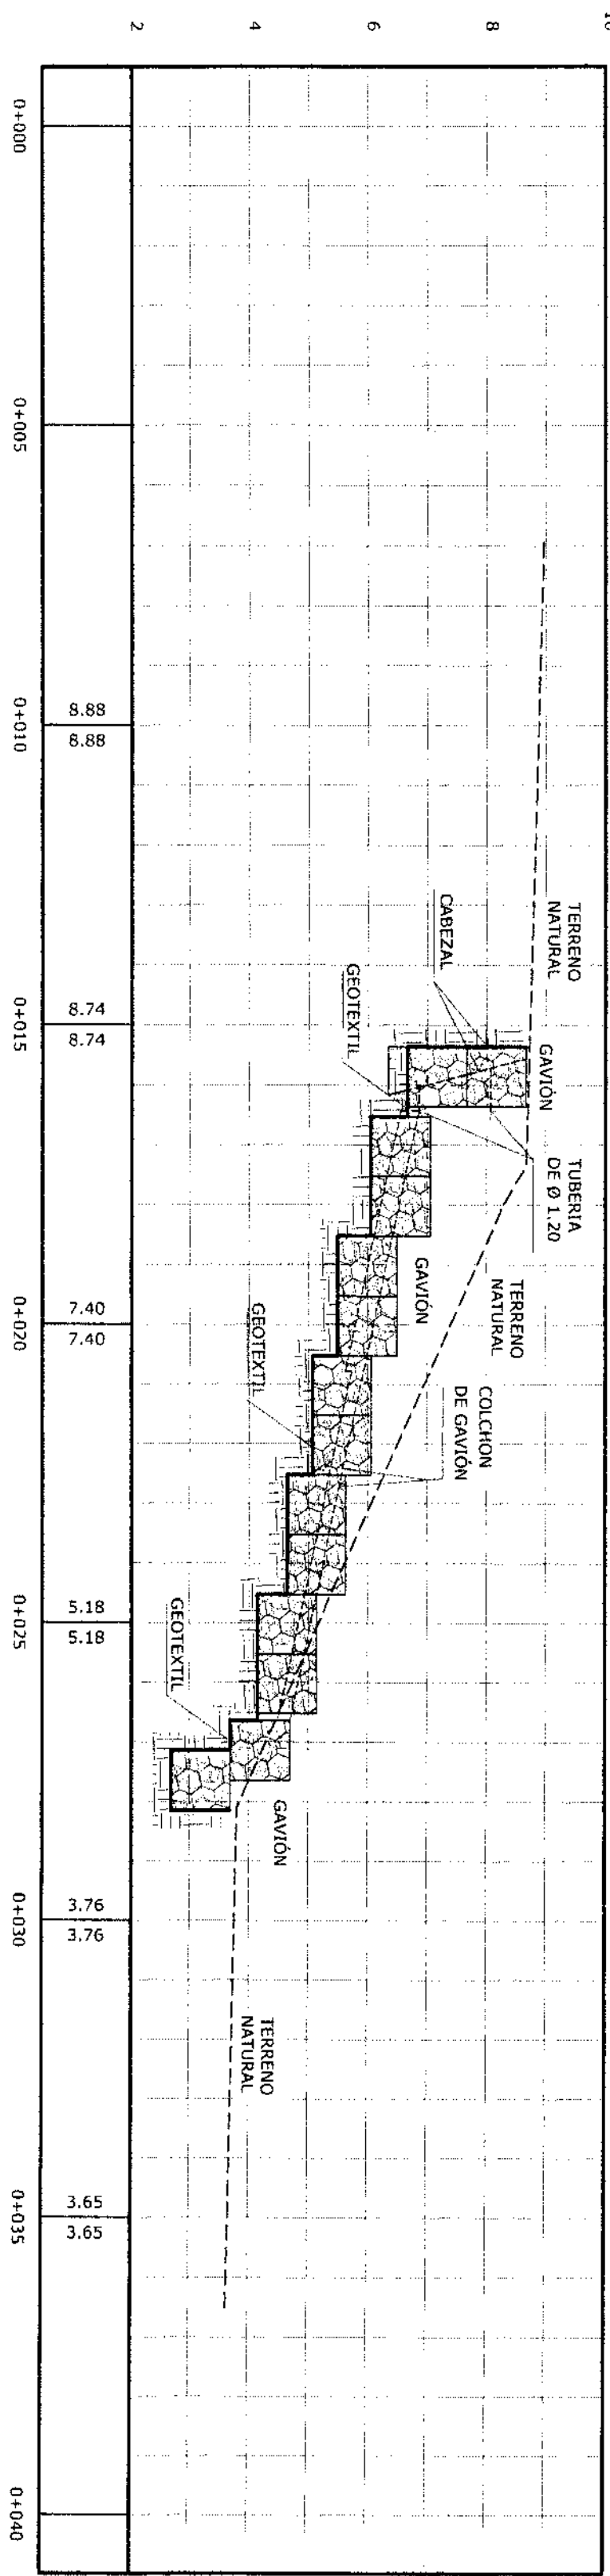 10
8
6
4
2
TERRENO
NATURAL
GAVIÓN
TUBERIA
DE Ø 1.20
CABEZAL
GEOTEXTIL
TERRENO
NATURAL
GAVIÓN
COLCHON
DE GAVIÓN
GEOTEXTIL
GEOTEXTIL
GAVIÓN
TERRENO
NATURAL
8.88
8.88
8.74
8.74
7.40
7.40
5.18
5.18
3.76
3.76
3.65
3.65
0+000
0+005
0+010
0+015
0+020
0+025
0+030
0+035
0+040